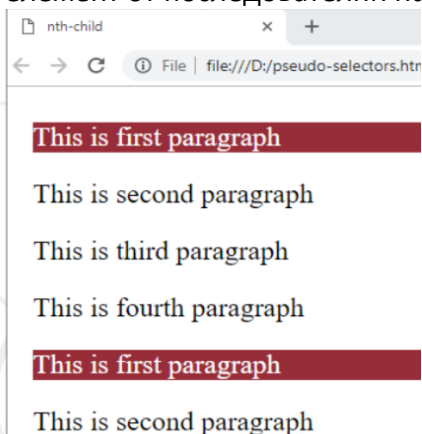 nth-child
File file:///D:/pseudo-selectors.htm
This is first paragraph
This is second paragraph
This is third paragraph
This is fourth paragraph
This is first paragraph
This is second paragraph